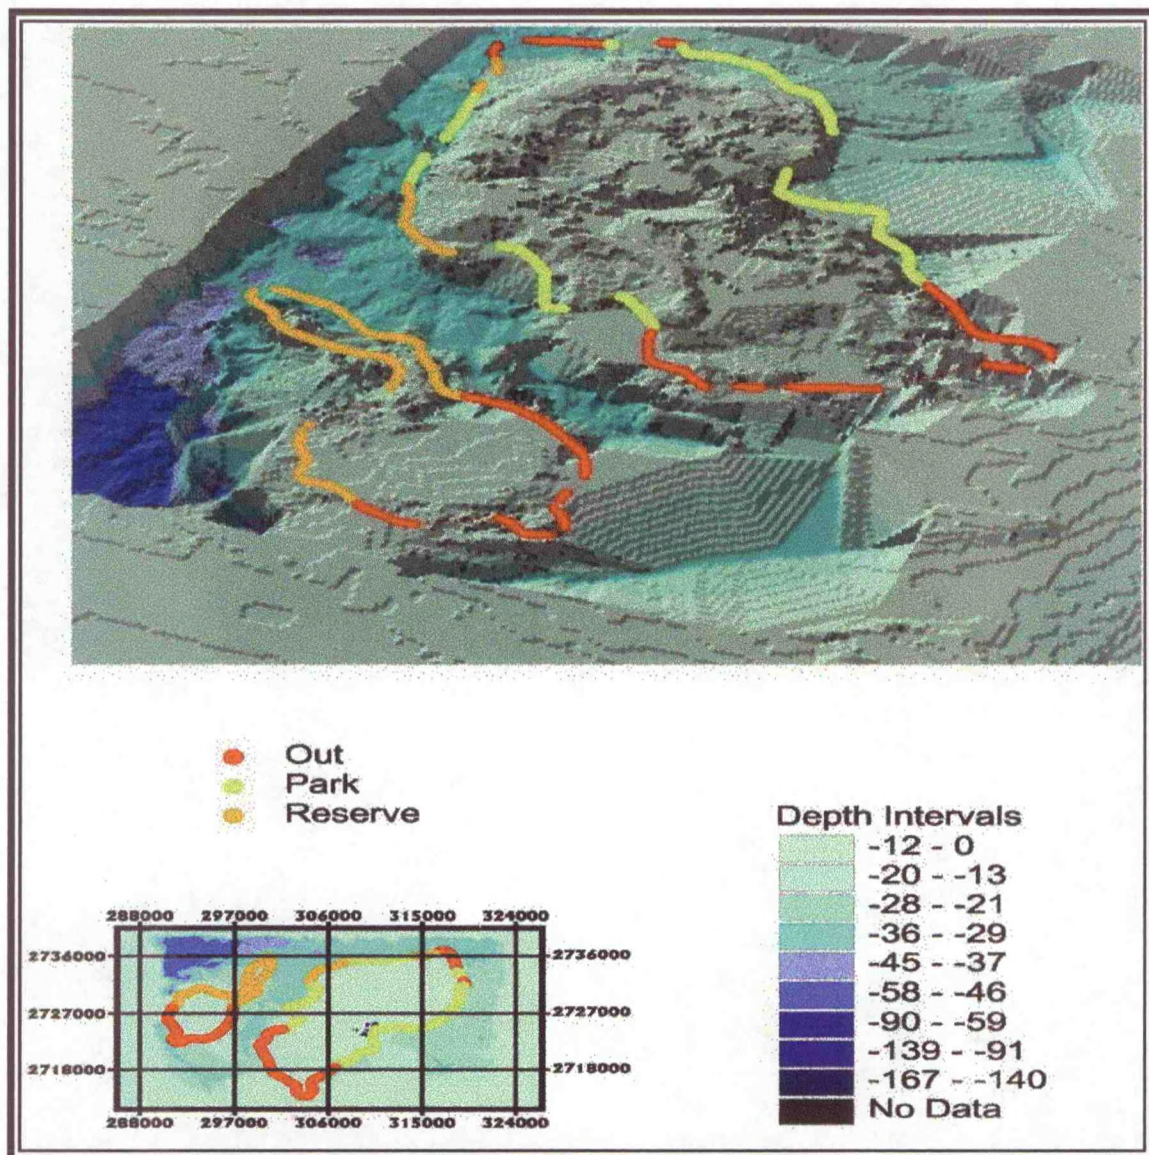 Out
Park
Reserve
Depth Intervals
-12 - 0
-20 - -13
-28 - -21
-36 - -29
-45 - -37
-58 - -46
-90 - -59
-139 - -91
-167 - -140
No Data
288000 297000 306000 315000 324000
2736000 2736000
2727000 2727000
2718000 2718000
288000 297000 306000 315000 324000